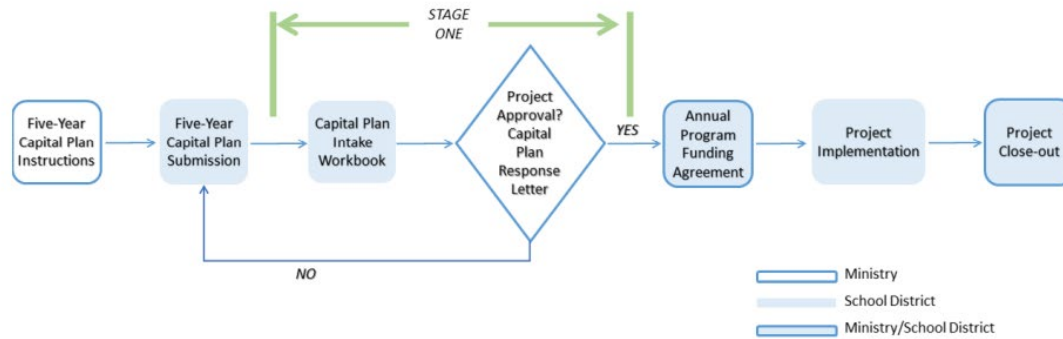 STAGE
ONE
Five-Year
Capital Plan
Instructions
Five-Year
Capital Plan
Submission
Capital Plan
Intake
Workbook
Project
Approval?
Capital
Plan
Response
Letter
YES
Annual
Program
Funding
Agreement
Project
Implementation
Project
Close-out
NO
Ministry
School District
Ministry/School District